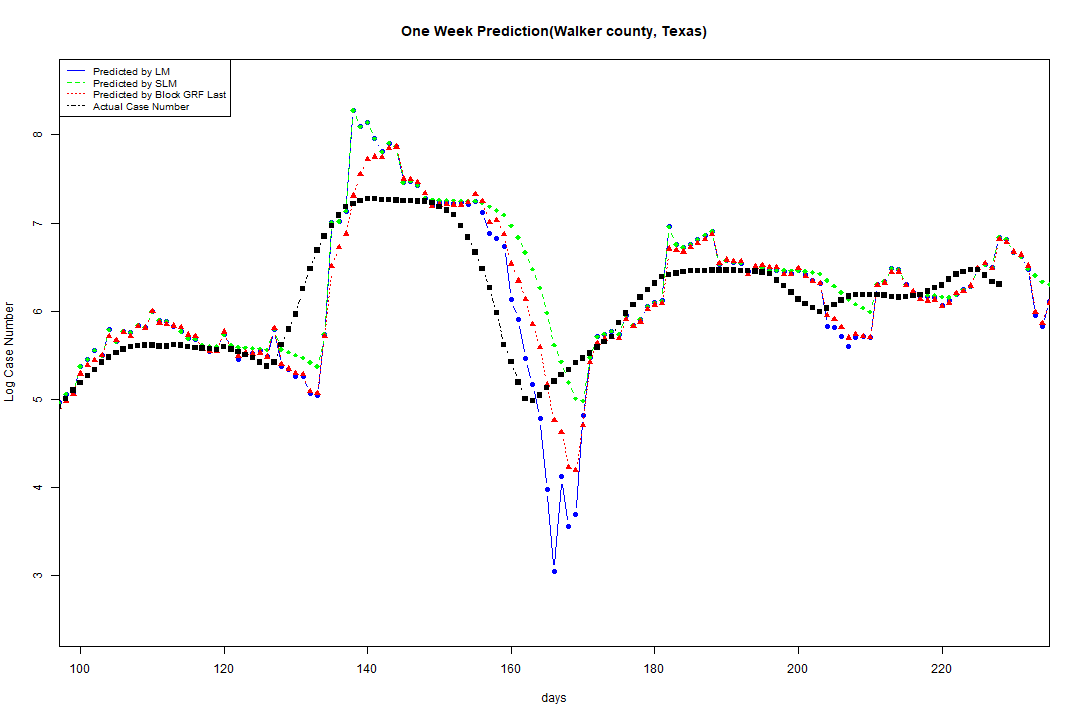 One Week Prediction(Walker county, Texas)
Predicted by LM
Predicted by SLM
Predicted by Block GRF Last
Actual Case Number
Log Case Number
8
7
6
5
4
3
100 120 140 160 180 200 220
days